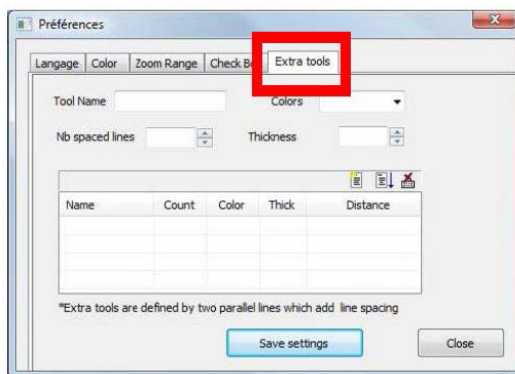 Préférences
Langage Color Zoom Range Check Extra tools
Tool Name Colors
Nb spaced lines Thickness
Name Count Color Thick Distance
*Extra tools are defined by two parallel lines which add line spacing
Save settings Close